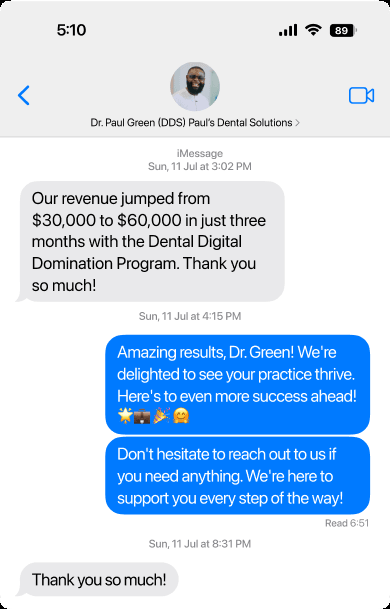 5:10
89
Dr. Paul Green (DDS) Paul's Dental Solutions >
iMessage
Sun, 11 Jul at 3:02 PM
Our revenue jumped from
$30,000 to $60,000 in just three
months with the Dental Digital
Domination Program. Thank you
so much!
Sun, 11 Jul at 4:15 PM
Amazing results, Dr. Green! We're
delighted to see your practice thrive.
Here's to even more success ahead!
🌟💼🎉🤗
Don't hesitate to reach out to us if
you need anything. We're here to
support you every step of the way!
Read 6:51
Sun, 11 Jul at 8:31 PM
Thank you so much!